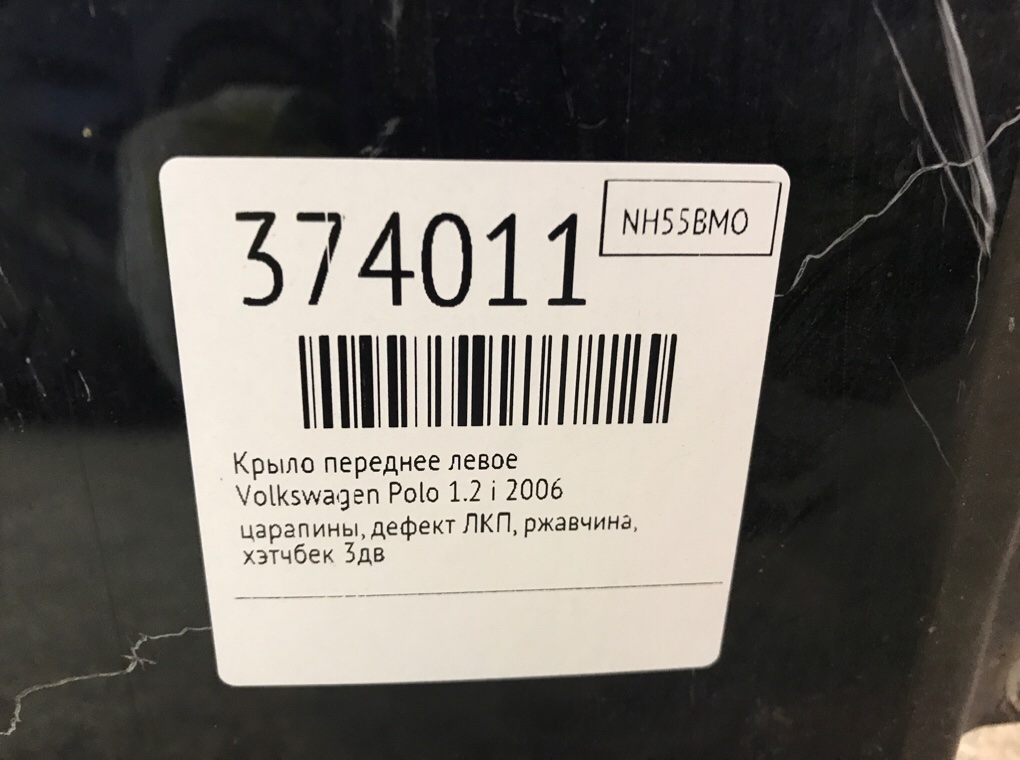 374011
NH55BMO
Крыло переднее левое
Volkswagen Polo 1.2 i 2006
царапины, дефект ЛКП, ржавчина,
хэтчбек 3дв